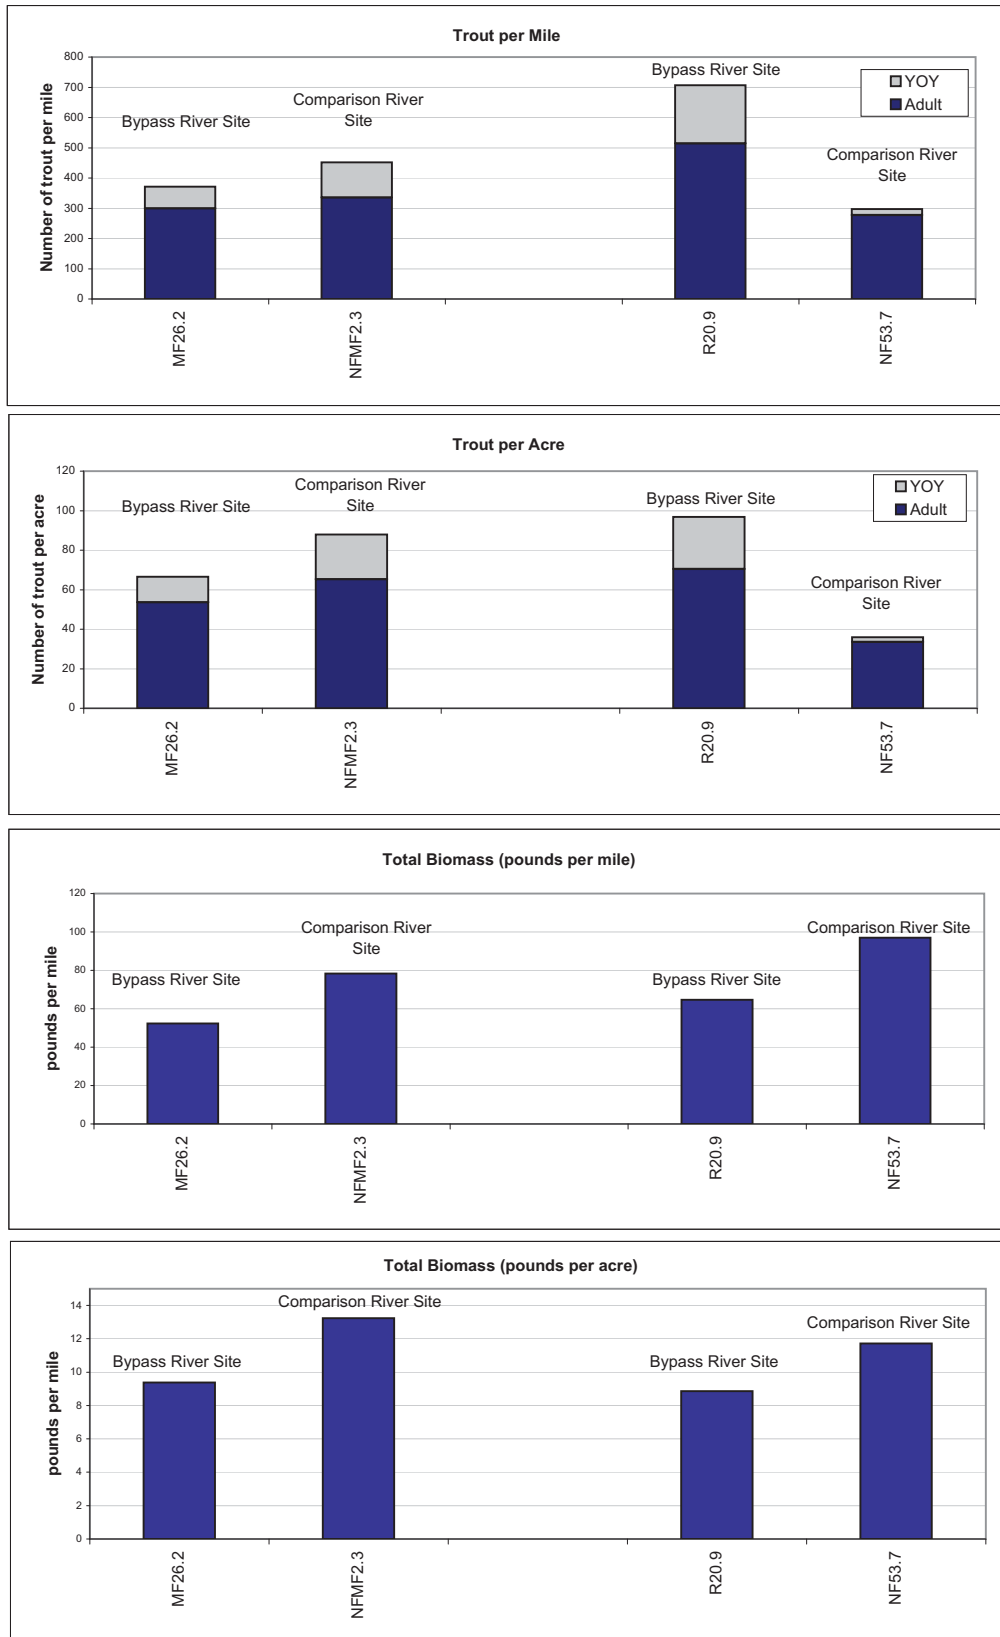 Trout per Mile
800
700
600
500
400
300
200
100
0
Number of trout per mile
Bypass River Site
Comparison River
Site
Bypass River Site
Comparison River
Site
YOY
Adult
MF26.2
NFMF2.3
R20.9
NF53.7
Trout per Acre
120
100
80
60
40
20
0
Number of trout per acre
Bypass River Site
Comparison River
Site
Bypass River Site
Comparison River
Site
YOY
Adult
MF26.2
NFMF2.3
R20.9
NF53.7
Total Biomass (pounds per mile)
120
100
80
60
40
20
0
pounds per mile
Bypass River Site
Comparison River
Site
Bypass River Site
Comparison River Site
MF26.2
NFMF2.3
R20.9
NF53.7
Total Biomass (pounds per acre)
14
12
10
8
6
4
2
0
pounds per mile
Bypass River Site
Comparison River Site
Bypass River Site
Comparison River Site
MF26.2
NFMF2.3
R20.9
NF53.7